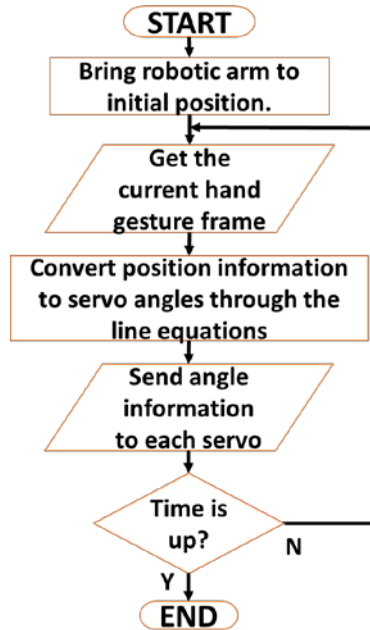 START
Bring robotic arm to
initial position.
Get the
current hand
gesture frame
Convert position information
to servo angles through the
line equations
Send angle
information
to each servo
Time is
up?
N
Y
END